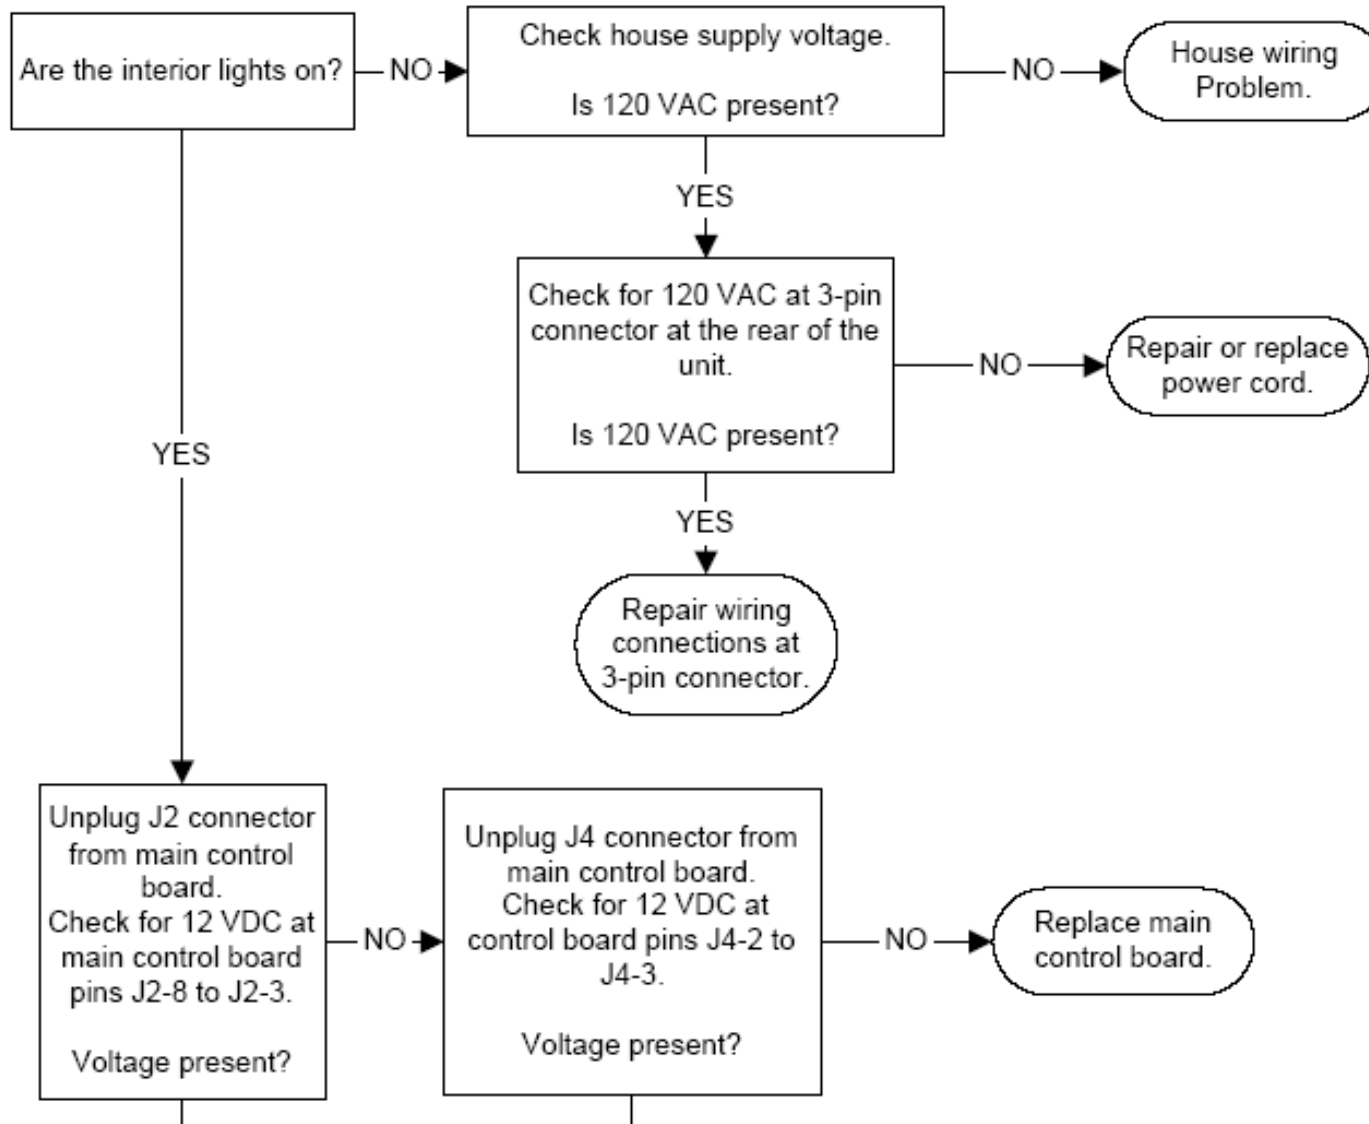 Are the interior lights on?
NO
Check house supply voltage.
Is 120 VAC present?
NO
House wiring
Problem.
YES
Check for 120 VAC at 3-pin
connector at the rear of the
unit.
Is 120 VAC present?
NO
Repair or replace
power cord.
YES
YES
Repair wiring
connections at
3-pin connector.
Unplug J2 connector
from main control
board.
Check for 12 VDC at
main control board
pins J2-8 to J2-3.
Voltage present?
NO
Unplug J4 connector from
main control board.
Check for 12 VDC at
control board pins J4-2 to
J4-3.
Voltage present?
NO
Replace main
control board.